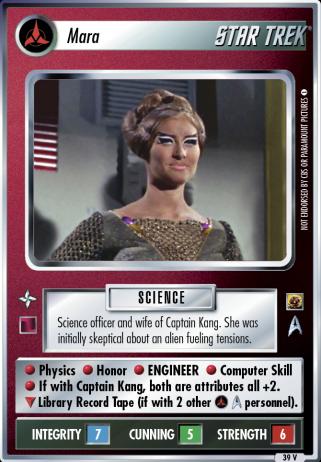 Mara
STAR TREK®
NOT ENDORSED BY CBS OR PARAMOUNT PICTURES
SCIENCE
Science officer and wife of Captain Kang. She was
initially skeptical about an alien fueling tensions.
• Physics • Honor • ENGINEER • Computer Skill
• If with Captain Kang, both are attributes all +2.
▼ Library Record Tape (if with 2 other personnel).
INTEGRITY 7 CUNNING 5 STRENGTH 6
39 V